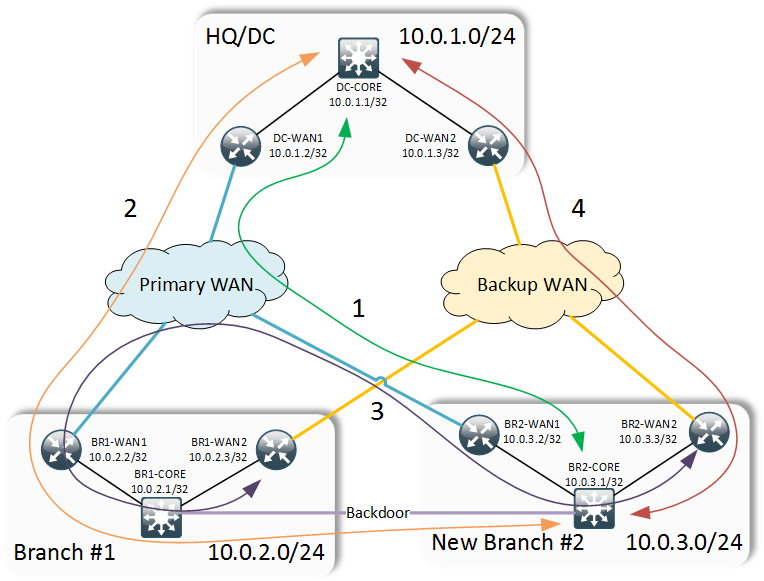 HQ/DC
10.0.1.0/24
DC-CORE
10.0.1.1/32
DC-WAN1
10.0.1.2/32
DC-WAN2
10.0.1.3/32
2
4
Primary WAN
Backup WAN
1
3
BR1-WAN1
10.0.2.2/32
BR1-WAN2
10.0.2.3/32
BR1-CORE
10.0.2.1/32
BR2-WAN1
10.0.3.2/32
BR2-WAN2
10.0.3.3/32
BR2-CORE
10.0.3.1/32
Backdoor
Branch #1
10.0.2.0/24
New Branch #2
10.0.3.0/24